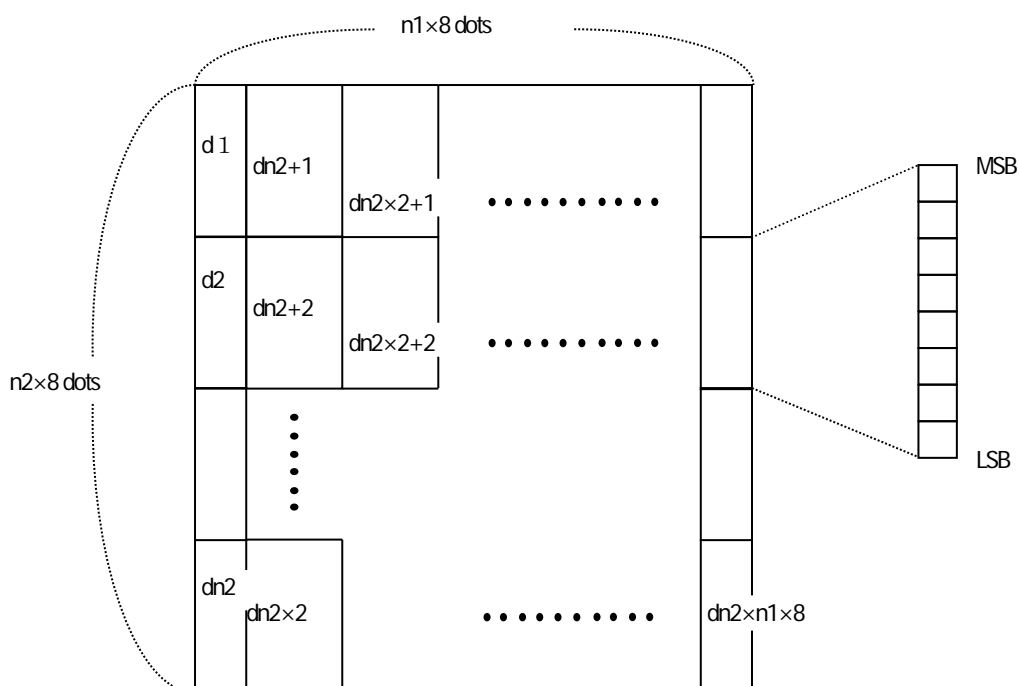 n1×8 dots
d 1
dn2+1
dn2×2+1
MSB
d2
dn2+2
dn2×2+2
n2×8 dots
LSB
dn2
dn2×2
dn2×n1×8